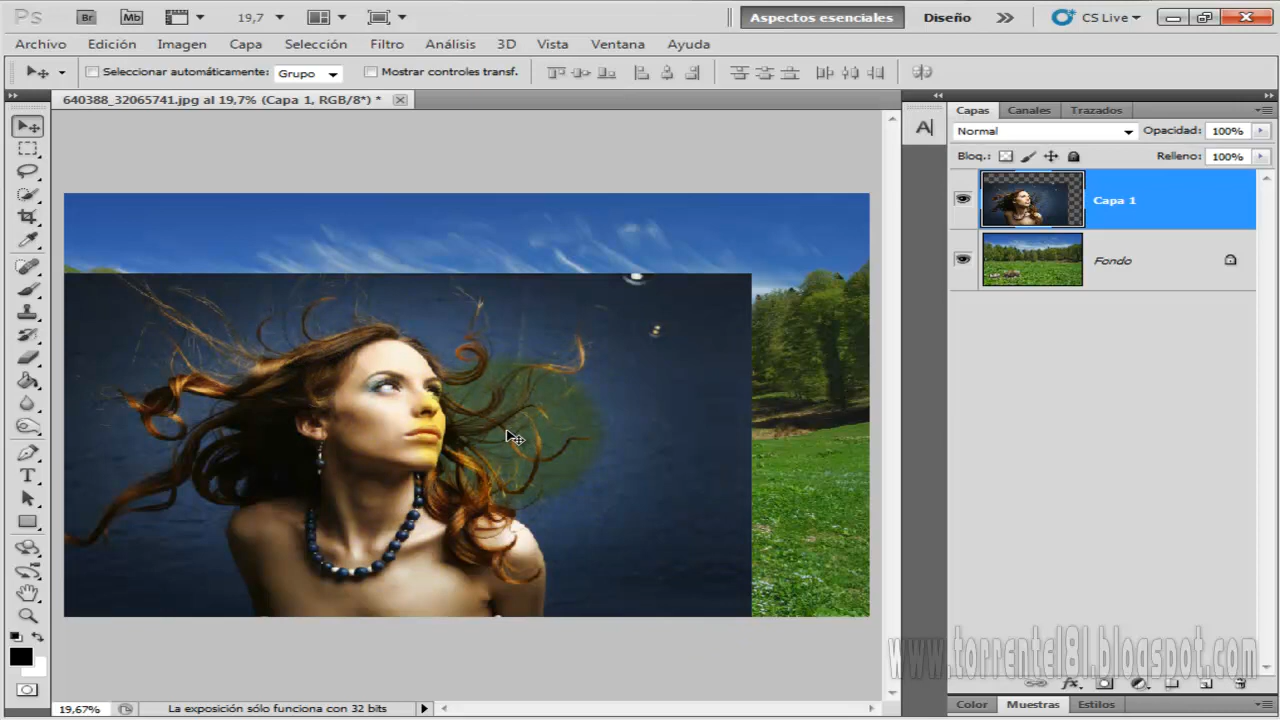 Ps Br Mb 19,7 Aspectos esenciales Diseño CS Live
Archivo Edición Imagen Capa Selección Filtro Análisis 3D Vista Ventana Ayuda
Seleccionar automáticamente: Grupo Mostrar controles transf.
640388_32065741.jpg al 19,7% (Capa 1, RGB/8*) *
A
Capas Canales Trazados
Normal Opacidad: 100%
Bloq.: Relleno: 100%
Capa 1
Fondo
T
www.torrente18l.blogspot.com
fx
19,67% La exposición sólo funciona con 32 bits
Color Muestras Estilos